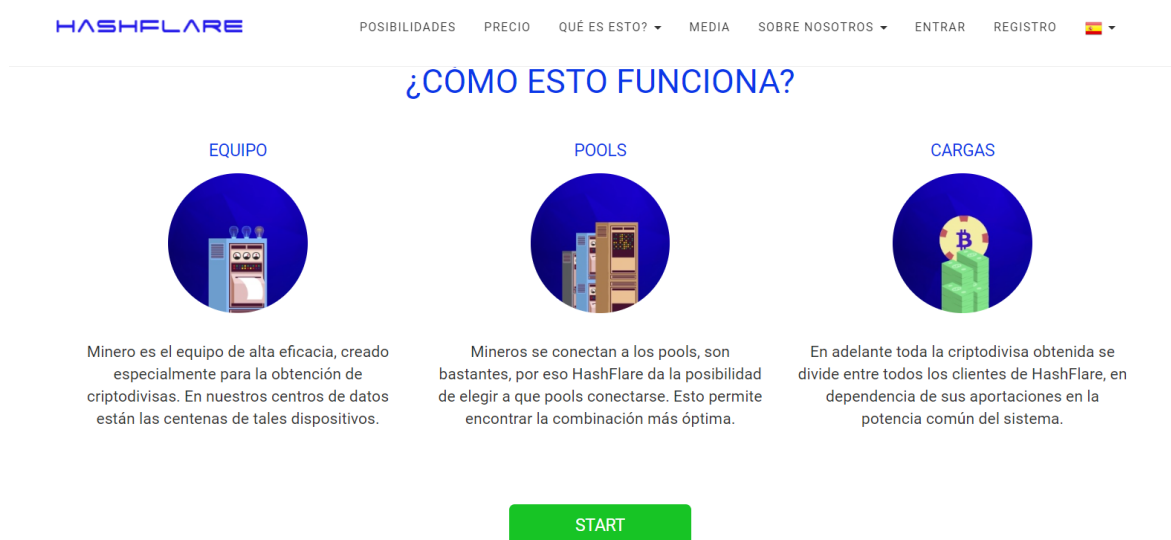 HASHFLARE
POSIBILIDADES PRECIO QUÉ ES ESTO? MEDIA SOBRE NOSOTROS ENTRAR REGISTRO
¿CÓMO ESTO FUNCIONA?
EQUIPO
Minero es el equipo de alta eficacia, creado
especialmente para la obtención de
criptodivisas. En nuestros centros de datos
están las centenas de tales dispositivos.
POOLS
Mineros se conectan a los pools, son
bastantes, por eso HashFlare da la posibilidad
de elegir a que pools conectarse. Esto permite
encontrar la combinación más óptima.
CARGAS
En adelante toda la criptodivisa obtenida se
divide entre todos los clientes de HashFlare, en
dependencia de sus aportaciones en la
potencia común del sistema.
START